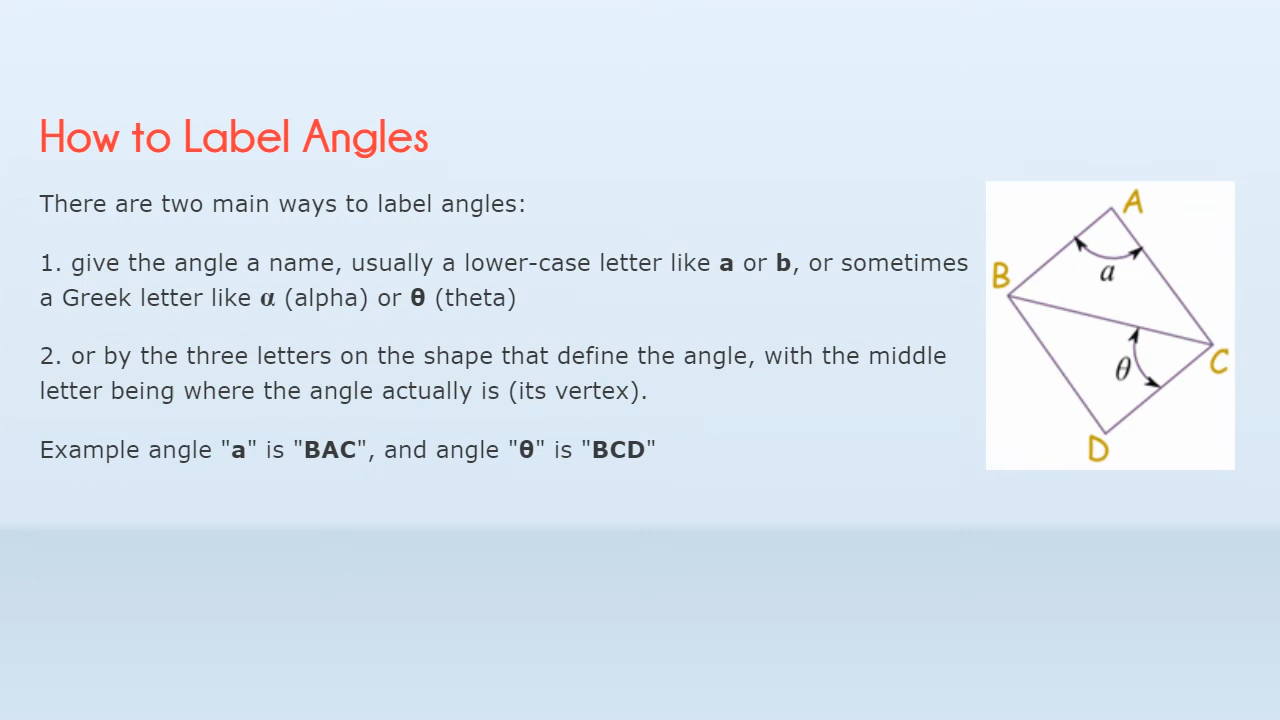 How to Label Angles
There are two main ways to label angles:
1. give the angle a name, usually a lower-case letter like a or b, or sometimes
a Greek letter like α (alpha) or θ (theta)
2. or by the three letters on the shape that define the angle, with the middle
letter being where the angle actually is (its vertex).
Example angle "a" is "BAC", and angle "θ" is "BCD"
A
a
B
θ
C
D